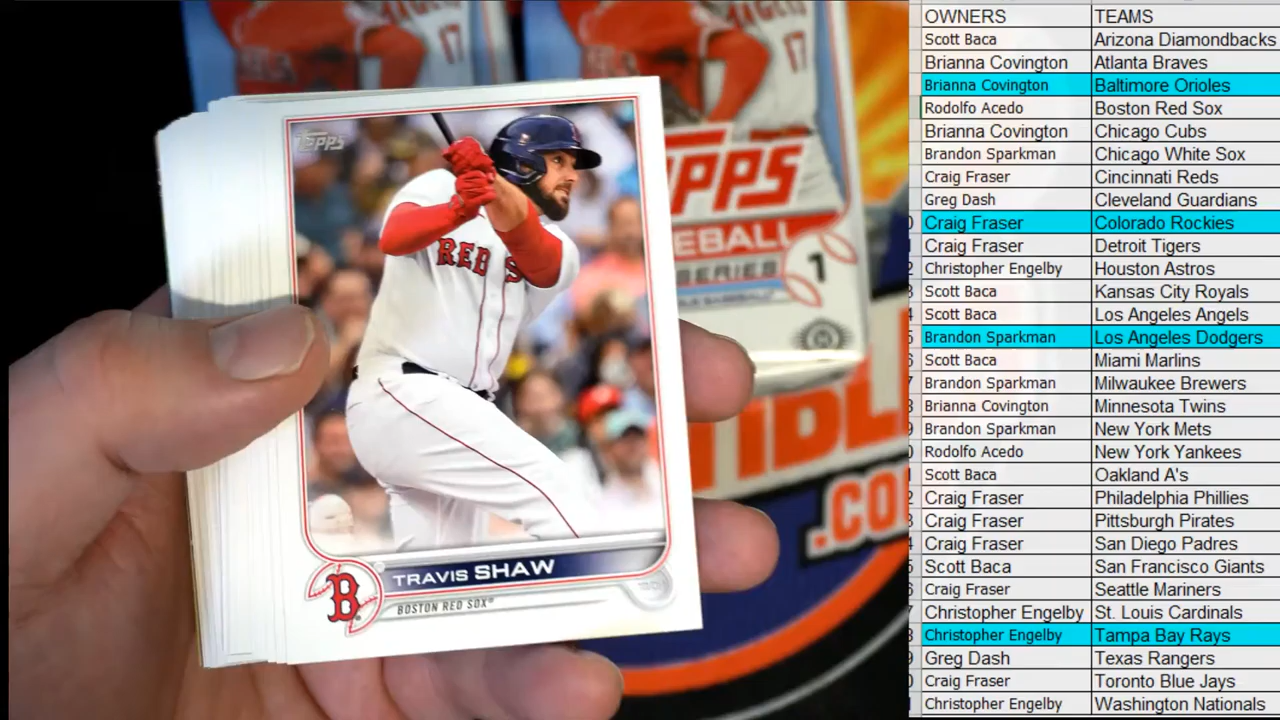 17
17
TOPPS
RED S
TRAVIS SHAW
BOSTON RED SOX
B
PPS
EBALL
SERIES 1
TIDL
.CO
OWNERS TEAMS
Scott Baca Arizona Diamondbacks
Brianna Covington Atlanta Braves
Brianna Covington Baltimore Orioles
Rodolfo Acedo Boston Red Sox
Brianna Covington Chicago Cubs
Brandon Sparkman Chicago White Sox
Craig Fraser Cincinnati Reds
Greg Dash Cleveland Guardians
Craig Fraser Colorado Rockies
Craig Fraser Detroit Tigers
Christopher Engelby Houston Astros
Scott Baca Kansas City Royals
Scott Baca Los Angeles Angels
Brandon Sparkman Los Angeles Dodgers
Scott Baca Miami Marlins
Brandon Sparkman Milwaukee Brewers
Brianna Covington Minnesota Twins
Brandon Sparkman New York Mets
Rodolfo Acedo New York Yankees
Scott Baca Oakland A's
Craig Fraser Philadelphia Phillies
Craig Fraser Pittsburgh Pirates
Craig Fraser San Diego Padres
Scott Baca San Francisco Giants
Craig Fraser Seattle Mariners
Christopher Engelby St. Louis Cardinals
Christopher Engelby Tampa Bay Rays
Greg Dash Texas Rangers
Craig Fraser Toronto Blue Jays
Christopher Engelby Washington Nationals